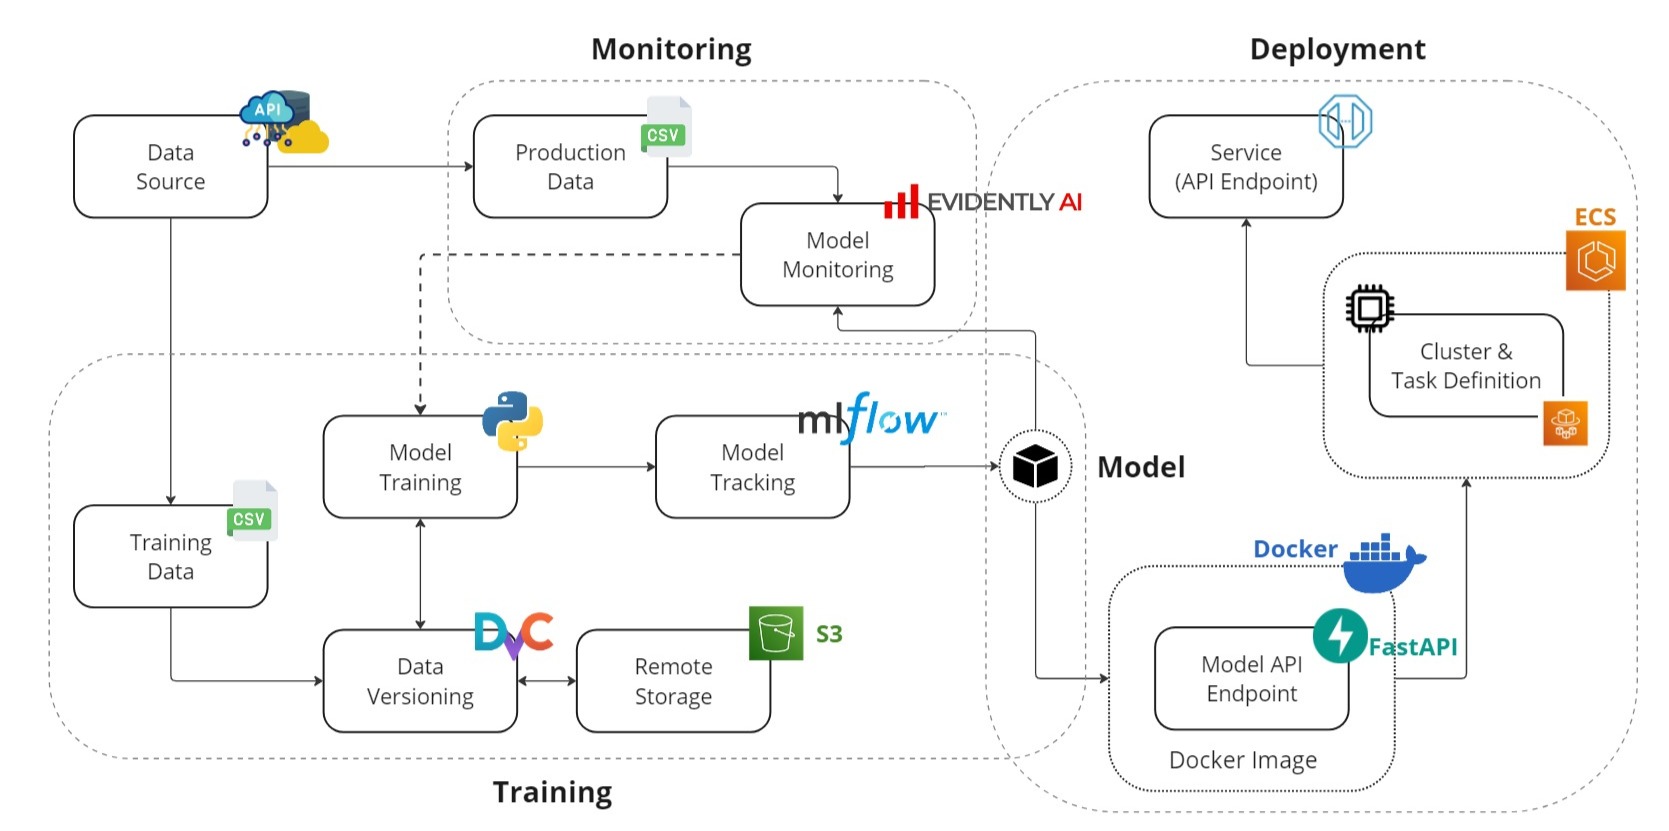 Monitoring
Deployment
API
Data
Source
Production
Data
CSV
Service
(API Endpoint)
EVIDENTLY AI
Model
Monitoring
ECS
Cluster &
Task Definition
Model
Training
mlflow™
Model
Tracking
Model
CSV
Training
Data
Docker
DVC
Data
Versioning
Remote
Storage
S3
FastAPI
Model API
Endpoint
Docker Image
Training